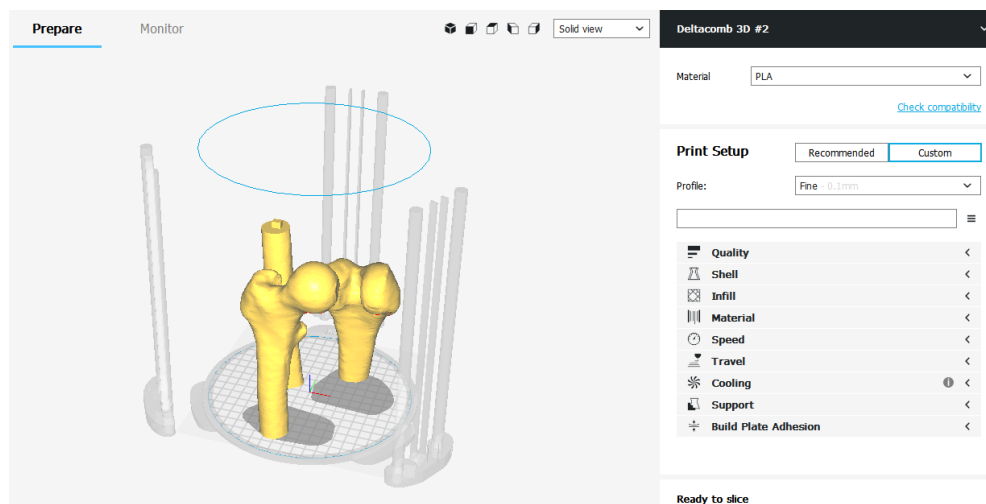 Prepare
Monitor
Solid view
Deltacomb 3D #2
Material
PLA
Check compatibility
Print Setup
Recommended
Custom
Profile:
Fine - 0.1mm
Quality
Shell
Infill
Material
Speed
Travel
Cooling
Support
Build Plate Adhesion
Ready to slice